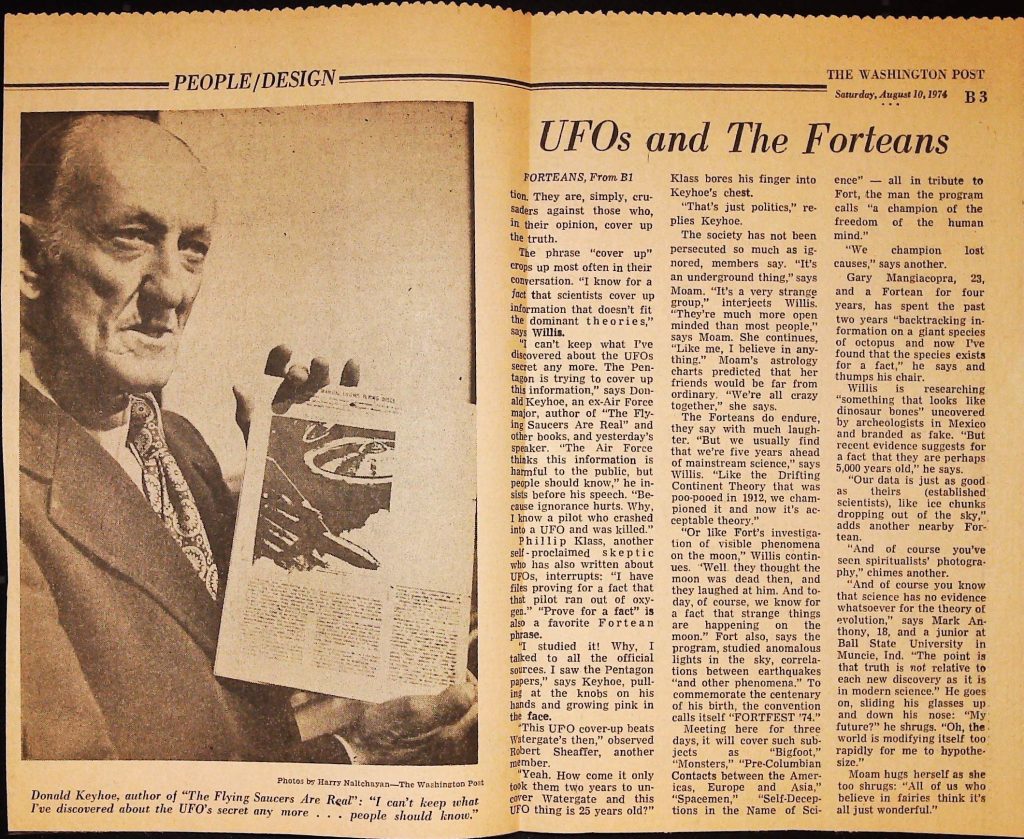 PEOPLE/DESIGN
THE WASHINGTON POST
Saturday, August 10, 1974 B 3
UFOs and The Forteans
FORTEANS, From B1
tion. They are, simply, cru-
saders against those who,
in their opinion, cover up
the truth.
The phrase "cover up"
crops up most often in their
conversation. "I know for a
fact that scientists cover up
information that doesn't fit
the dominant theories,"
says Willis.
"I can't keep what I've
discovered about the UFOs
secret any more. The Pen-
tagon is trying to cover up
this information," says Don-
ald Keyhoe, an ex-Air Force
major, author of "The Fly-
ing Saucers Are Real" and
other books, and yesterday's
speaker. "The Air Force
thinks this information is
harmful to the public, but
people should know," he in-
sists before his speech. "Be-
cause ignorance hurts. Why,
I know a pilot who crashed
into a UFO and was killed."
Phillip Klass, another
self-proclaimed skeptic
who has also written about
UFOs, interrupts: "I have
files proving for a fact that
that pilot ran out of oxy-
gen." "Prove for a fact" is
also a favorite Fortean
phrase.
"I studied it! Why, I
talked to all the official
sources. I saw the Pentagon
papers," says Keyhoe, pull-
ing at the knobs on his
hands and growing pink in
the face.
"This UFO cover-up beats
Watergate's then," observed
Robert Sheaffer, another
member.
"Yeah. How come it only
took them two years to un-
cover Watergate and this
UFO thing is 25 years old?"
Klass bores his finger into
Keyhoe's chest.
"That's just politics," re-
plies Keyhoe.
The society has not been
persecuted so much as ig-
nored, members say. "It's
an underground thing," says
Moam. "It's a very strange
group," interjects Willis.
"They're much more open
minded than most people,"
says Moam. She continues,
"Like me, I believe in any-
thing." Moam's astrology
charts predicted that her
friends would be far from
ordinary. "We're all crazy
together," she says.
The Forteans do endure,
they say with much laugh-
ter. "But we usually find
that we're five years ahead
of mainstream science," says
Willis. "Like the Drifting
Continent Theory that was
poo-pooed in 1912, we cham-
pioned it and now it's ac-
ceptable theory."
"Or like Fort's investiga-
tion of visible phenomena
on the moon," Willis contin-
ues. "Well. they thought the
moon was dead then, and
they laughed at him. And to-
day, of course, we know for
a fact that strange things
are happening on the
moon." Fort also, says the
program, studied anomalous
lights in the sky, correla-
tions between earthquakes
"and other phenomena." To
commemorate the centenary
of his birth, the convention
calls itself "FORTFEST '74."
Meeting here for three
days, it will cover such sub-
jects as "Bigfoot,"
"Monsters," "Pre-Columbian
Contacts between the Amer-
icas, Europe and Asia,"
"Spacemen," "Self-Decep-
tions in the Name of Sci-
ence" — all in tribute to
Fort, the man the program
calls "a champion of the
freedom of the human
mind."
"We champion lost
causes," says another.
Gary Mangiacopra, 23,
and a Fortean for four
years, has spent the past
two years "backtracking in-
formation on a giant species
of octopus and now I've
found that the species exists
for a fact," he says and
thumps his chair.
Willis is researching
"something that looks like
dinosaur bones" uncovered
by archeologists in Mexico
and branded as fake. "But
recent evidence suggests for
a fact that they are perhaps
5,000 years old," he says.
"Our data is just as good
as theirs (established
scientists), like ice chunks
dropping out of the sky,"
adds another nearby For-
tean.
"And of course you've
seen spiritualists' photogra-
phy," chimes another.
"And of course you know
that science has no evidence
whatsoever for the theory of
evolution," says Mark An-
thony, 18, and a junior at
Ball State University in
Muncie, Ind. "The point is
that truth is not relative to
each new discovery as it is
in modern science." He goes
on, sliding his glasses up
and down his nose: "My
future?" he shrugs. "Oh, the
world is modifying itself too
rapidly for me to hypothe-
size."
Moam hugs herself as she
too shrugs: "All of us who
believe in fairies think it's
all just wonderful."
Photos by Harry Naltchayan—The Washington Post
Donald Keyhoe, author of "The Flying Saucers Are Real": "I can't keep what
I've discovered about the UFO's secret any more . . . people should know."